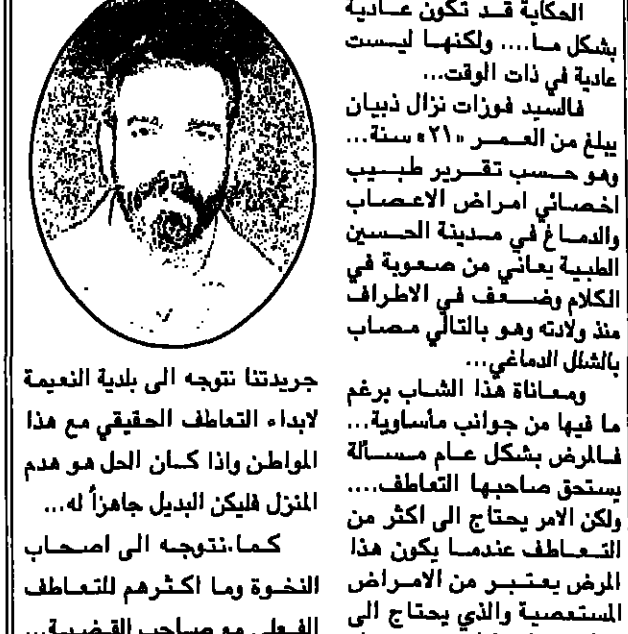 الحكاية قد تكون عادية
بشكل ما.... ولكنها ليست
عادية في ذات الوقت...
فالسيد فوزات نزال ذبيان
يبلغ من العمر «٢١» سنة...
وهو حسب تقرير طبيب
اخصائي امراض الاعصاب
والدماغ في مدينة الحسين
الطبية يعاني من صعوبة في
الكلام وضعف في الاطراف
منذ ولادته وهو بالتالي مصاب
بالشلل الدماغي...
ومعاناة هذا الشاب برغم
ما فيها من جوانب مأساوية...
فالمرض بشكل عام مسألة
يستحق صاحبها التعاطف....
ولكن الامر يحتاج الى اكثر من
التعاطف عندما يكون هذا
المرض يعتبر من الامراض
المستعصية والذي يحتاج الى
جريدتنا نتوجه الى بلدية النعيمة
لابداء التعاطف الحقيقي مع هذا
المواطن واذا كان الحل هو هدم
المنزل فليكن البديل جاهزاً له...
كما.نتوجه الى اصحاب
النخوة وما اكثرهم للتعاطف
الفعلي مع صاحب القضية...